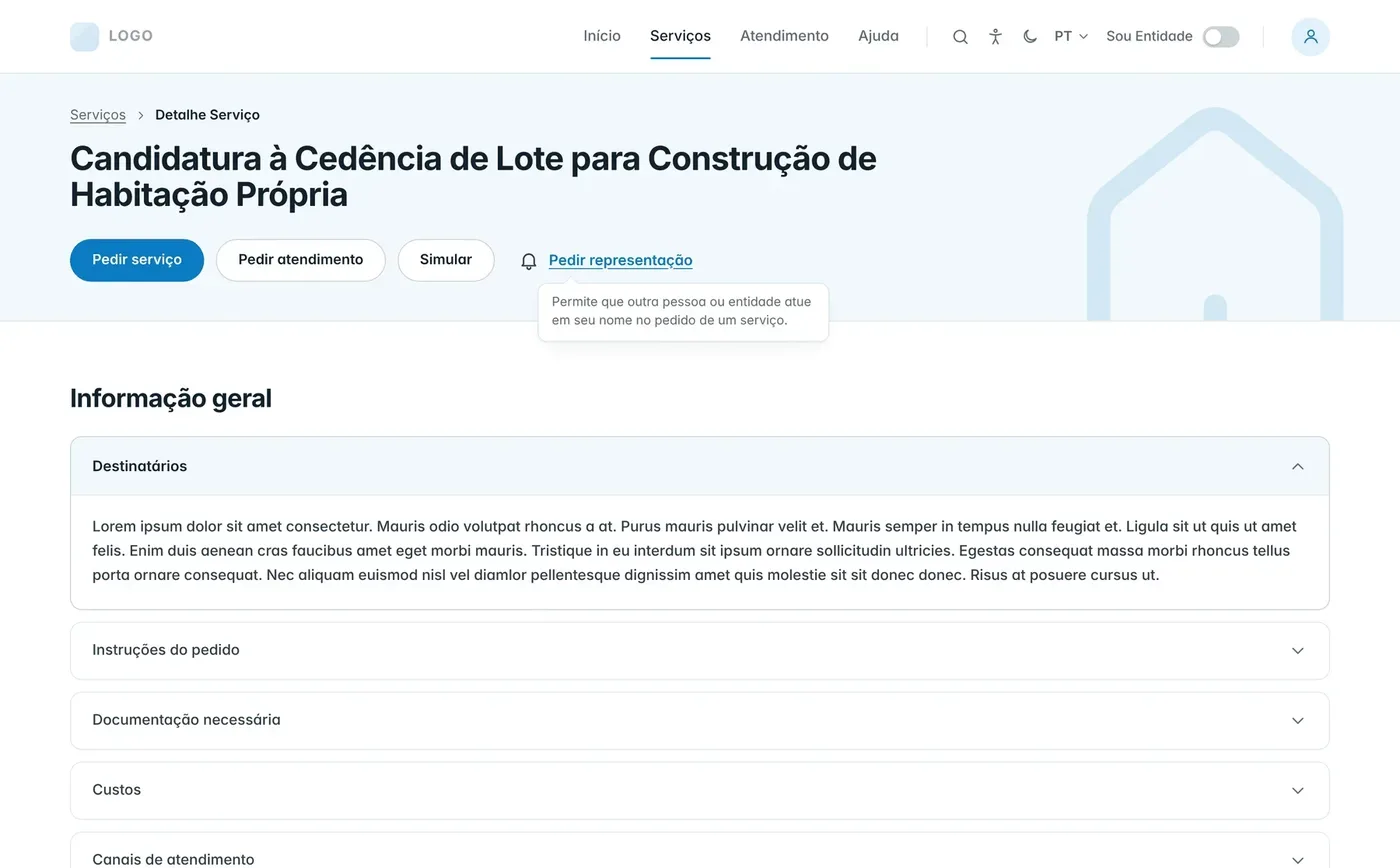 LOGO
Início
Serviços
Atendimento
Ajuda
PT
Sou Entidade
Serviços
Detalhe Serviço
Candidatura à Cedência de Lote para Construção de
Habitação Própria
Pedir serviço
Pedir atendimento
Simular
Pedir representação
Permite que outra pessoa ou entidade atue
em seu nome no pedido de um serviço.
Informação geral
Destinatários
Lorem ipsum dolor sit amet consectetur. Mauris odio volutpat rhoncus a at. Purus mauris pulvinar velit et. Mauris semper in tempus nulla feugiat et. Ligula sit ut quis ut amet
felis. Enim duis aenean cras faucibus amet eget morbi mauris. Tristique in eu interdum sit ipsum ornare sollicitudin ultricies. Egestas consequat massa morbi rhoncus tellus
porta ornare consequat. Nec aliquam euismod nisl vel diamlor pellentesque dignissim amet quis molestie sit sit donec donec. Risus at posuere cursus ut.
Instruções do pedido
Documentação necessária
Custos
Canais de atendimento